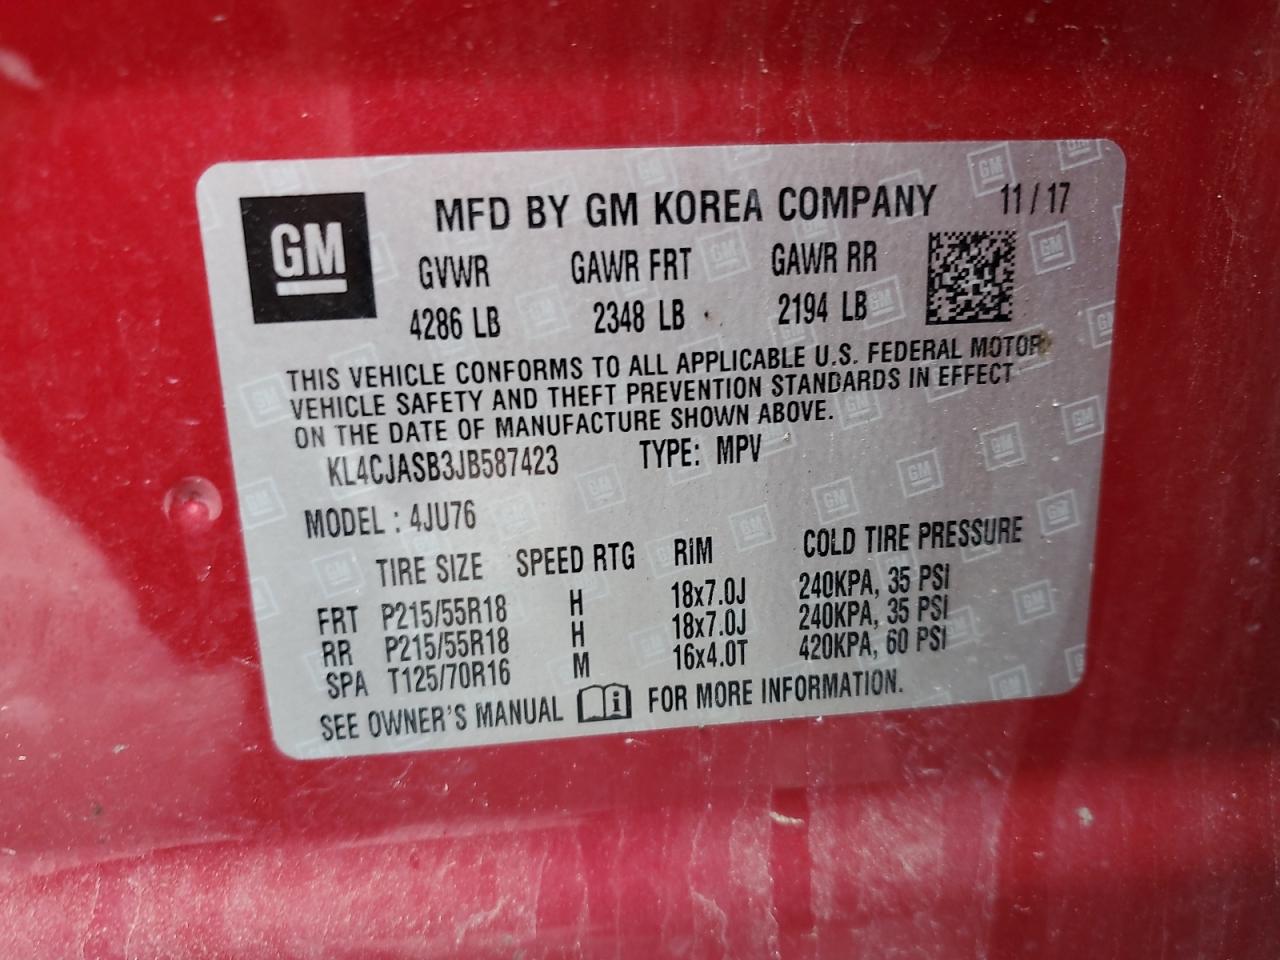 GM
MFD BY GM KOREA COMPANY 11 / 17
GVWR GAWR FRT GAWR RR
4286 LB 2348 LB 2194 LB
THIS VEHICLE CONFORMS TO ALL APPLICABLE U.S. FEDERAL MOTOR
VEHICLE SAFETY AND THEFT PREVENTION STANDARDS IN EFFECT
ON THE DATE OF MANUFACTURE SHOWN ABOVE.
KL4CJASB3JB587423 TYPE: MPV
MODEL : 4JU76
TIRE SIZE SPEED RTG RIM COLD TIRE PRESSURE
FRT P215/55R18 H 18x7.0J 240KPA, 35 PSI
RR P215/55R18 H 18x7.0J 240KPA, 35 PSI
SPA T125/70R16 M 16x4.0T 420KPA, 60 PSI
SEE OWNER'S MANUAL i FOR MORE INFORMATION.